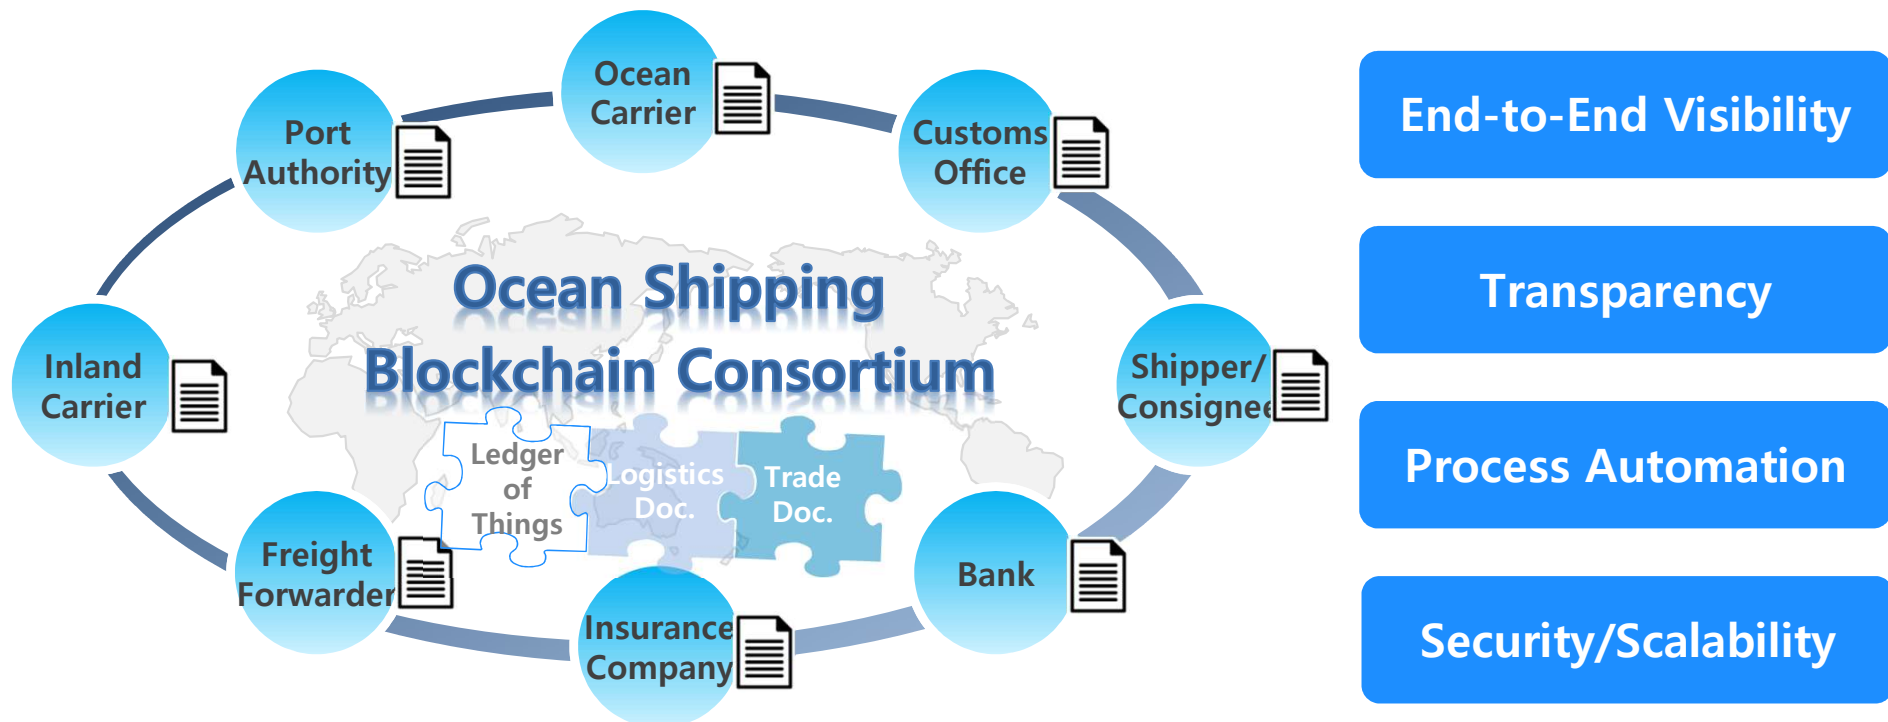 Ocean
Carrier
Port
Authority
Customs
Office
Inland
Carrier
Shipper/
Consignee
Freight
Forwarder
Insurance
Company
Bank
Ocean Shipping
Blockchain Consortium
Ledger
of
Things
Logistics
Doc.
Trade
Doc.
End-to-End Visibility
Transparency
Process Automation
Security/Scalability